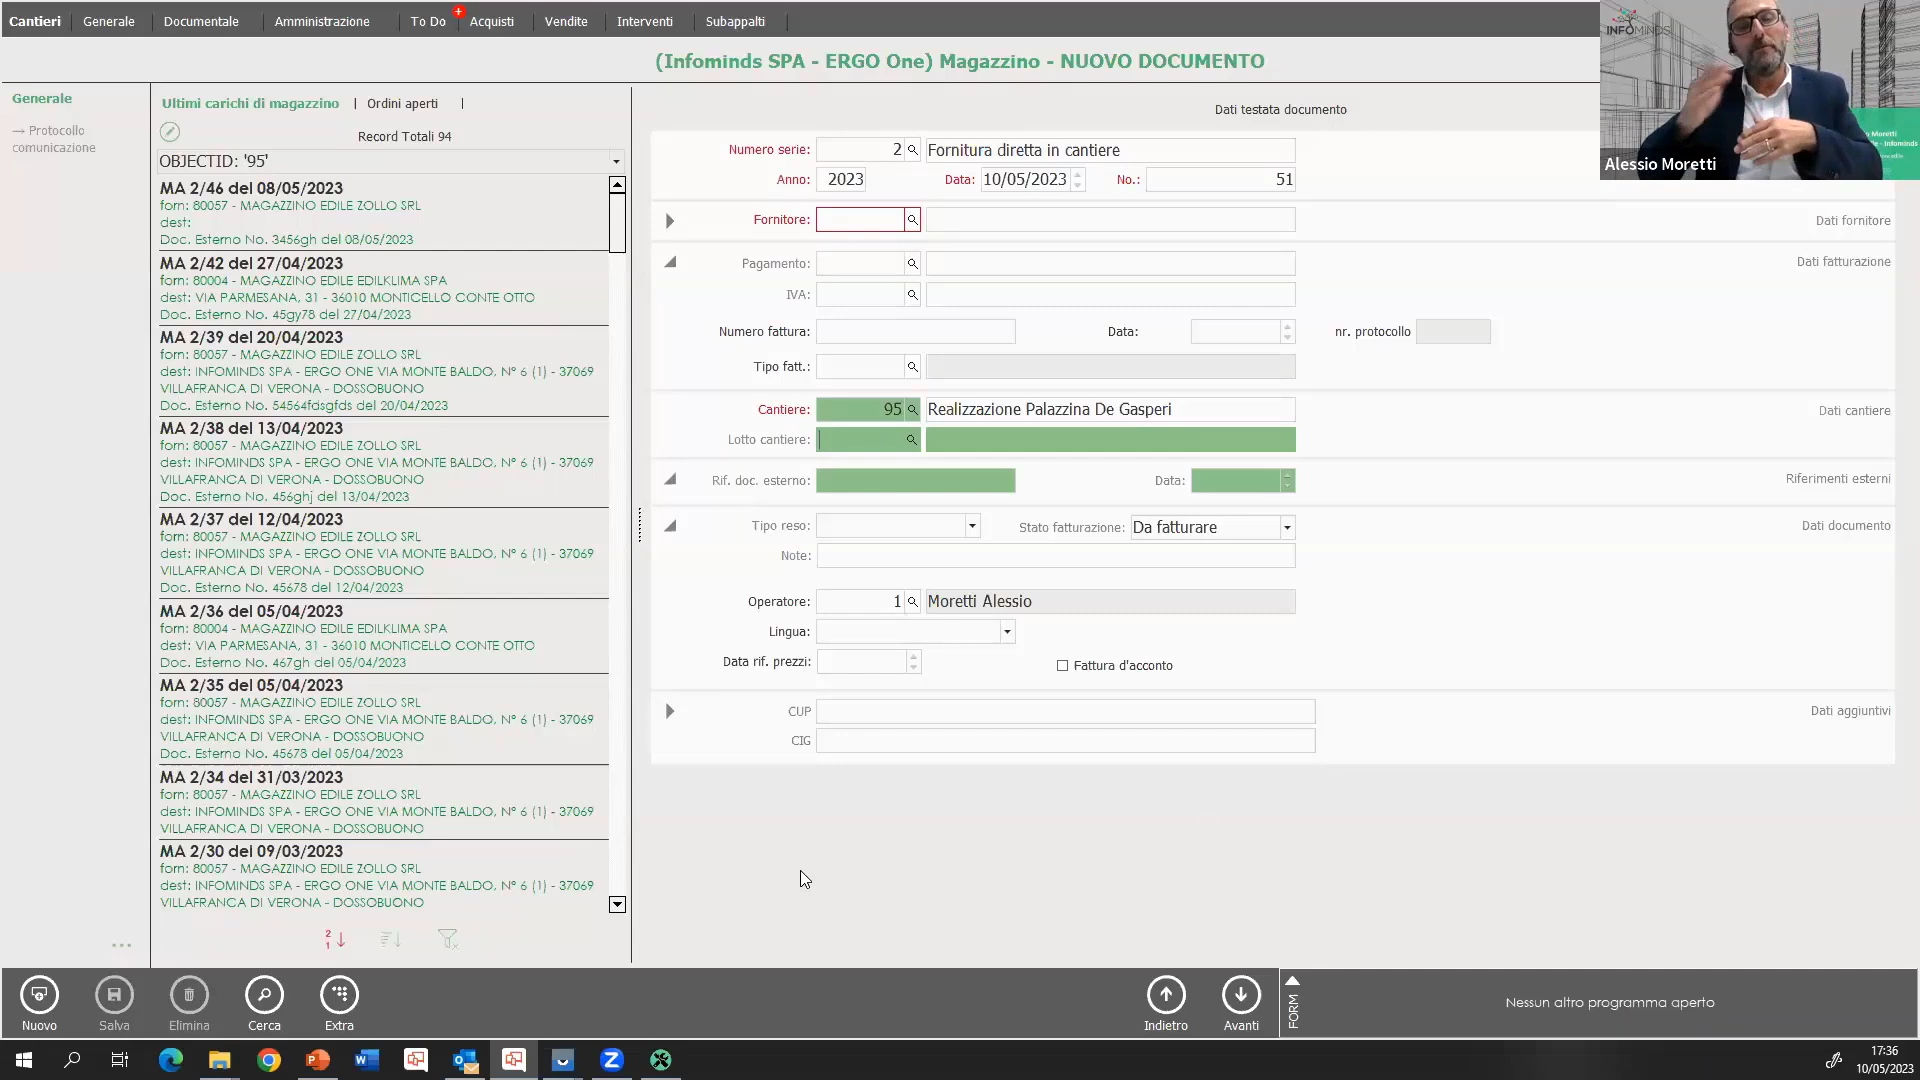 Cantieri Generale Documentale Amministrazione To Do Acquisti Vendite Interventi Subappalti
(Infominds SPA - ERGO One) Magazzino - NUOVO DOCUMENTO
INFOMINDS
Alessio Moretti
Generale
→ Protocollo
comunicazione
Ultimi carichi di magazzino | Ordini aperti |
Record Totali 94
OBJECTID: '95'
MA 2/46 del 08/05/2023
forn: 80057 - MAGAZZINO EDILE ZOLLO SRL
dest:
Doc. Esterno No. 3456gh del 08/05/2023
MA 2/42 del 27/04/2023
forn: 80004 - MAGAZZINO EDILE EDILKLIMA SPA
dest: VIA PARMESANA, 31 - 36010 MONTICELLO CONTE OTTO
Doc. Esterno No. 45gy78 del 27/04/2023
MA 2/39 del 20/04/2023
forn: 80057 - MAGAZZINO EDILE ZOLLO SRL
dest: INFOMINDS SPA - ERGO ONE VIA MONTE BALDO, N° 6 (1) - 37069
VILLAFRANCA DI VERONA - DOSSOBUONO
Doc. Esterno No. 54564fdsgfds del 20/04/2023
MA 2/38 del 13/04/2023
forn: 80057 - MAGAZZINO EDILE ZOLLO SRL
dest: INFOMINDS SPA - ERGO ONE VIA MONTE BALDO, N° 6 (1) - 37069
VILLAFRANCA DI VERONA - DOSSOBUONO
Doc. Esterno No. 456ghj del 13/04/2023
MA 2/37 del 12/04/2023
forn: 80057 - MAGAZZINO EDILE ZOLLO SRL
dest: INFOMINDS SPA - ERGO ONE VIA MONTE BALDO, N° 6 (1) - 37069
VILLAFRANCA DI VERONA - DOSSOBUONO
Doc. Esterno No. 45678 del 12/04/2023
MA 2/36 del 05/04/2023
forn: 80004 - MAGAZZINO EDILE EDILKLIMA SPA
dest: VIA PARMESANA, 31 - 36010 MONTICELLO CONTE OTTO
Doc. Esterno No. 467gh del 05/04/2023
MA 2/35 del 05/04/2023
forn: 80057 - MAGAZZINO EDILE ZOLLO SRL
dest: INFOMINDS SPA - ERGO ONE VIA MONTE BALDO, N° 6 (1) - 37069
VILLAFRANCA DI VERONA - DOSSOBUONO
Doc. Esterno No. 45678 del 05/04/2023
MA 2/34 del 31/03/2023
forn: 80057 - MAGAZZINO EDILE ZOLLO SRL
dest: INFOMINDS SPA - ERGO ONE VIA MONTE BALDO, N° 6 (1) - 37069
VILLAFRANCA DI VERONA - DOSSOBUONO
MA 2/30 del 09/03/2023
forn: 80057 - MAGAZZINO EDILE ZOLLO SRL
dest: INFOMINDS SPA - ERGO ONE VIA MONTE BALDO, N° 6 (1) - 37069
VILLAFRANCA DI VERONA - DOSSOBUONO
Dati testata documento
Numero serie: 2 Fornitura diretta in cantiere
Anno: 2023 Data: 10/05/2023 No.: 51
Fornitore: Dati fornitore
Pagamento: Dati fatturazione
IVA:
Numero fattura: Data: nr. protocollo
Tipo fatt.:
Cantiere: 95 Realizzazione Palazzina De Gasperi Dati cantiere
Lotto cantiere:
Rif. doc. esterno: Data: Riferimenti esterni
Tipo reso: Stato fatturazione: Da fatturare Dati documento
Note:
Operatore: 1 Moretti Alessio
Lingua:
Data rif. prezzi: Fattura d'acconto
CUP Dati aggiuntivi
CIG
Nuovo Salva Elimina Cerca Extra Indietro Avanti FORM Nessun altro programma aperto
17:36
10/05/2023